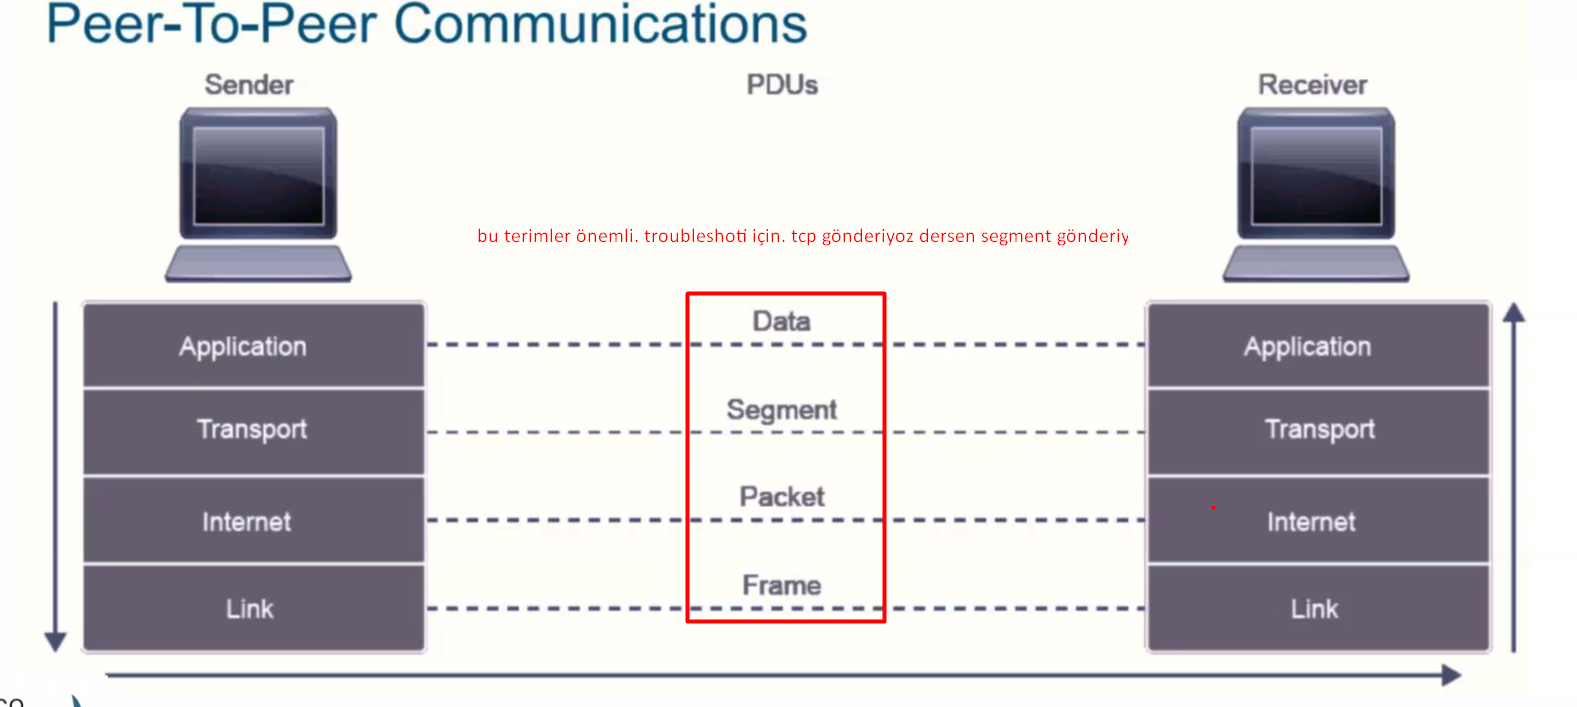 Peer-To-Peer Communications
Sender PDUs Receiver
bu terimler önemli. troubleshoti için. tcp gönderiyoz dersen segment gönderiy
Data
Application Application
Segment
Transport Transport
Packet
Internet Internet
Frame
Link Link